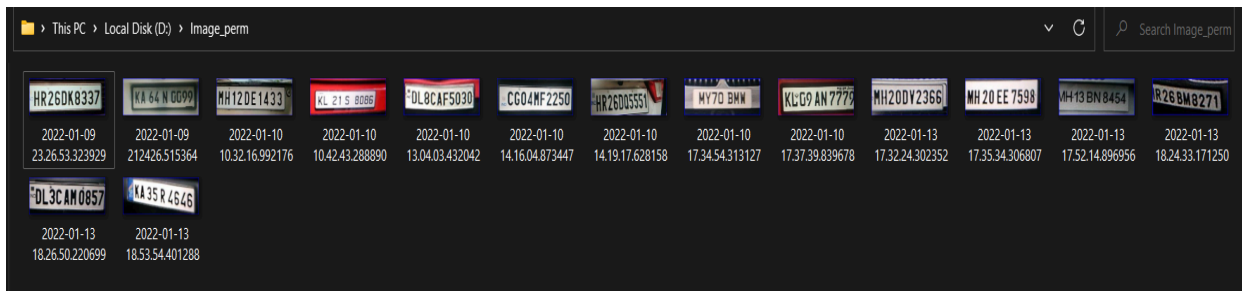 This PC > Local Disk (D:) > Image_perm
Search Image_perm
HR26DK8337
KA 64 N 0099
MH12DE1433
KL 21 S 8086
DL8CAF5030
CG04MF2250
HR26DQ5551
MY70 BMW
KL 09 AN 7779
MH20DV2366
MH 20 EE 7598
MH-13 BN 8454
R26BM8271
2022-01-09
23.26.53.323929
2022-01-09
212426.515364
2022-01-10
10.32.16.992176
2022-01-10
10.42.43.288890
2022-01-10
13.04.03.432042
2022-01-10
14.16.04.873447
2022-01-10
14.19.17.628158
2022-01-10
17.34.54.313127
2022-01-10
17.37.39.839678
2022-01-13
17.32.24.302352
2022-01-13
17.35.34.306807
2022-01-13
17.52.14.896956
2022-01-13
18.24.33.171250
DL3CAM0857
KA 35 R 4646
2022-01-13
18.26.50.220699
2022-01-13
18.53.54.401288